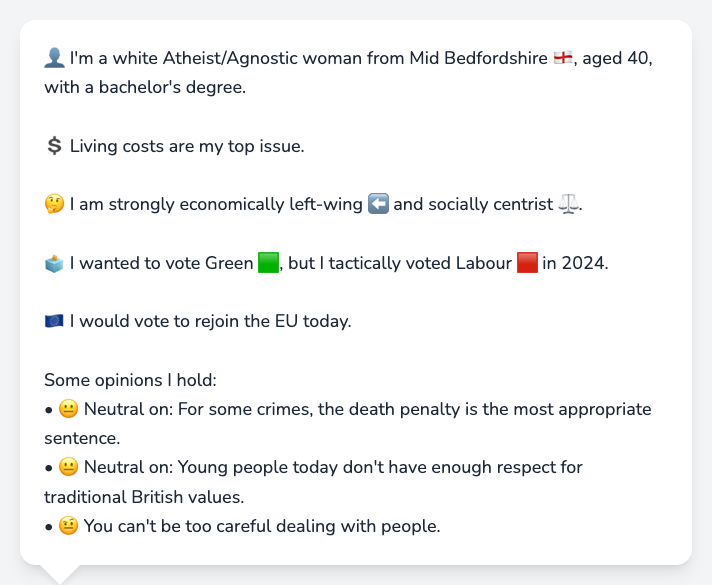 👤 I'm a white Atheist/Agnostic woman from Mid Bedfordshire 🏴󠁧󠁢󠁥󠁮󠁧󠁿, aged 40,
with a bachelor's degree.
💲 Living costs are my top issue.
🤔 I am strongly economically left-wing ⬅️ and socially centrist ⚖️.
🗳️ I wanted to vote Green 🟩, but I tactically voted Labour 🟥 in 2024.
🇪🇺 I would vote to rejoin the EU today.
Some opinions I hold:
• 😐 Neutral on: For some crimes, the death penalty is the most appropriate
sentence.
• 😐 Neutral on: Young people today don't have enough respect for
traditional British values.
• 🤨 You can't be too careful dealing with people.